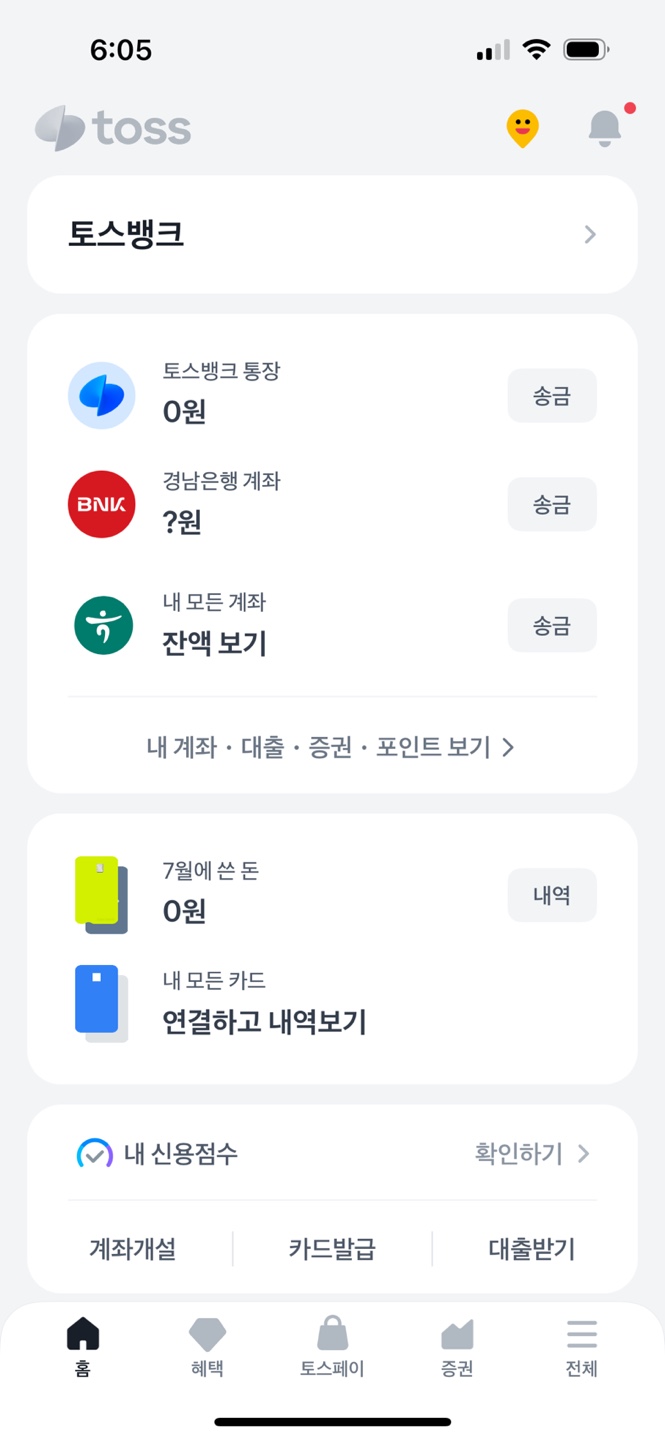 6:05
toss
토스뱅크
토스뱅크 통장
0원
송금
BNK
경남은행 계좌
?원
송금
내 모든 계좌
잔액 보기
송금
내 계좌 · 대출 · 증권 · 포인트 보기
7월에 쓴 돈
0원
내역
내 모든 카드
연결하고 내역보기
내 신용점수
확인하기
계좌개설
카드발급
대출받기
홈
혜택
토스페이
증권
전체